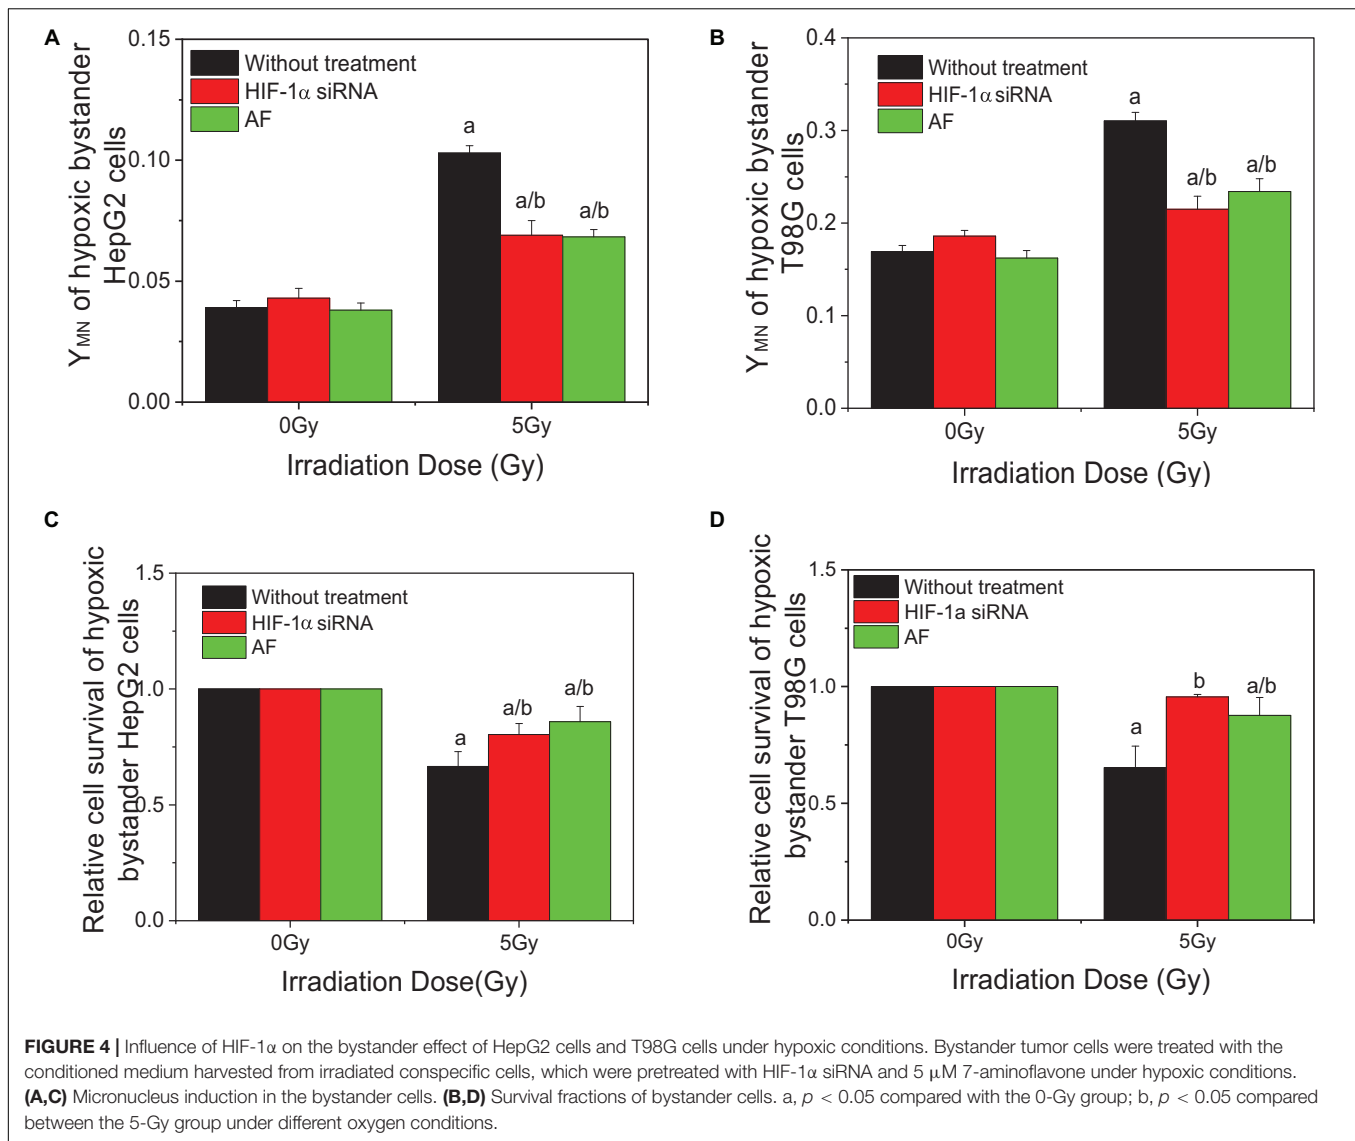 A
Y_MN of hypoxic bystander
HepG2 cells
0.15
0.10
0.05
0.00
Without treatment
HIF-1α siRNA
AF
a
a/b
a/b
0Gy
5Gy
Irradiation Dose (Gy)
B
Y_MN of hypoxic bystander
T98G cells
0.4
0.3
0.2
0.1
0.0
Without treatment
HIF-1α siRNA
AF
a
a/b
a/b
0Gy
5Gy
Irradiation Dose (Gy)
C
Relative cell survival of hypoxic
bystander HepG2 cells
1.5
1.0
0.5
0.0
Without treatment
HIF-1α siRNA
AF
a
a/b
a/b
0Gy
5Gy
Irradiation Dose(Gy)
D
Relative cell survival of hypoxic
bystander T98G cells
1.5
1.0
0.5
0.0
Without treatment
HIF-1a siRNA
AF
a
b
a/b
0Gy
5Gy
Irradiation Dose (Gy)
FIGURE 4 | Influence of HIF-1α on the bystander effect of HepG2 cells and T98G cells under hypoxic conditions. Bystander tumor cells were treated with the
conditioned medium harvested from irradiated conspecific cells, which were pretreated with HIF-1α siRNA and 5 μM 7-aminoflavone under hypoxic conditions.
(A,C) Micronucleus induction in the bystander cells. (B,D) Survival fractions of bystander cells. a, p < 0.05 compared with the 0-Gy group; b, p < 0.05 compared
between the 5-Gy group under different oxygen conditions.